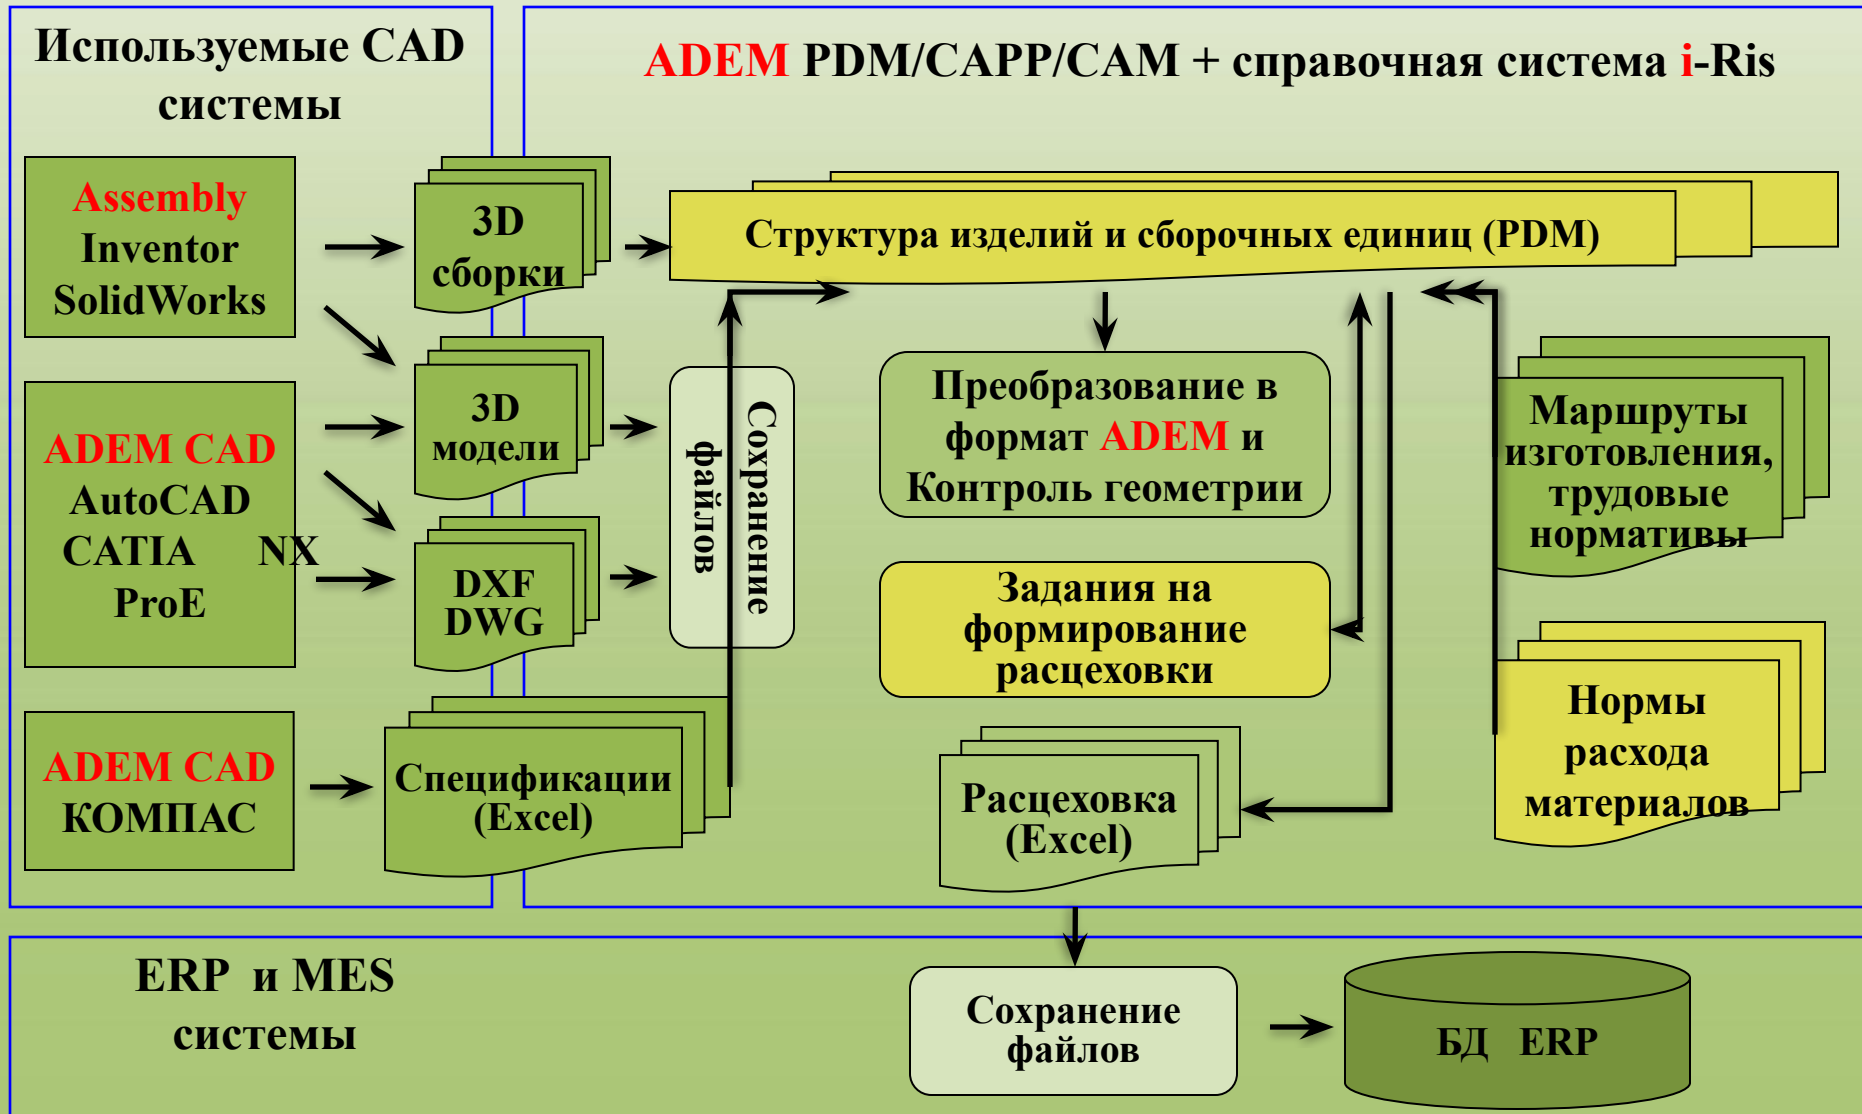 Используемые CAD
системы
ADEM PDM/CAPP/CAM + справочная система i-Ris
Assembly
Inventor
SolidWorks
3D
сборки
Структура изделий и сборочных единиц (PDM)
ADEM CAD
AutoCAD
CATIA NX
ProE
3D
модели
DXF
DWG
Сохранение
файлов
Преобразование в
формат ADEM и
Контроль геометрии
Маршруты
изготовления,
трудовые
нормативы
Задания на
формирование
расцеховки
ADEM CAD
КОМПАС
Спецификации
(Excel)
Расцеховка
(Excel)
Нормы
расхода
материалов
ERP и MES
системы
Сохранение
файлов
БД ERP